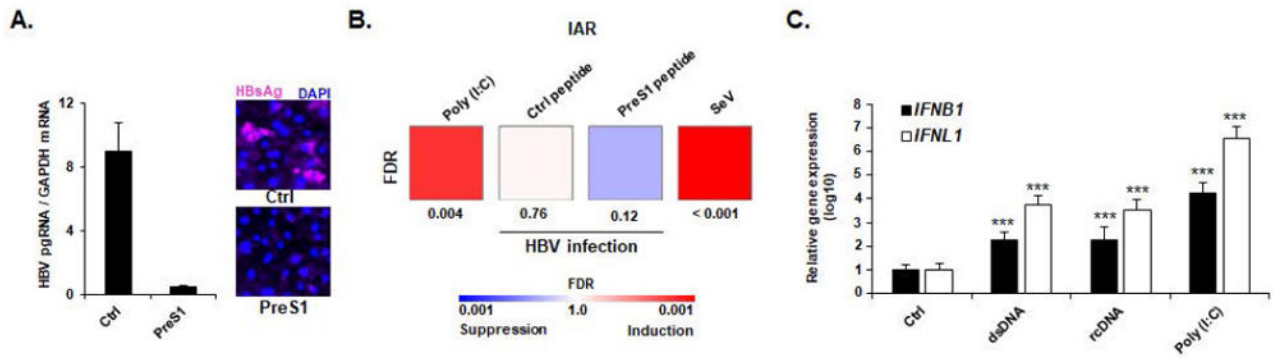 A.
HBV pgRNA / GAPDH mRNA
12
8
4
0
Ctrl
PreS1
HBsAg DAPI
Ctrl
PreS1
B.
IAR
Poly (I:C)
Ctrl peptide
PreS1 peptide
SeV
FDR
0.004
0.76
0.12
< 0.001
HBV infection
FDR
0.001
1.0
0.001
Suppression
Induction
C.
Relative gene expression
(log10)
8
7
6
5
4
3
2
1
0
IFNB1
IFNL1
***
***
***
***
***
***
Ctrl
dsDNA
rcDNA
Poly (I:C)